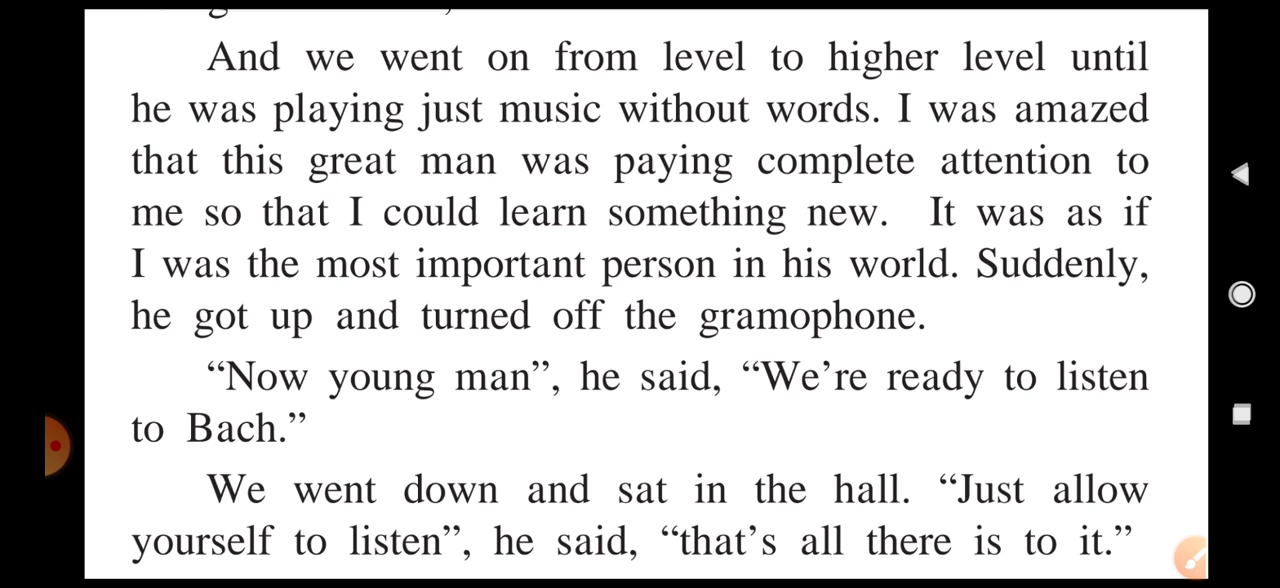 And we went on from level to higher level until
he was playing just music without words. I was amazed
that this great man was paying complete attention to
me so that I could learn something new. It was as if
I was the most important person in his world. Suddenly,
he got up and turned off the gramophone.
“Now young man”, he said, “We’re ready to listen
to Bach.”
We went down and sat in the hall. “Just allow
yourself to listen”, he said, “that’s all there is to it.”